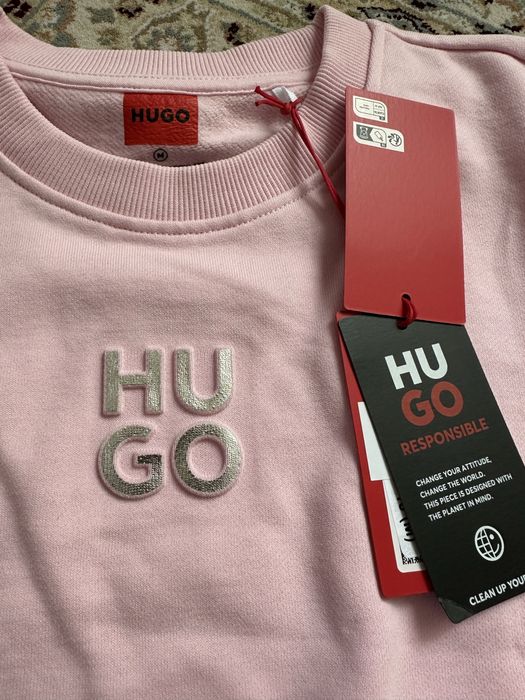 HUGO
M
HU
GO
HU
GO
RESPONSIBLE
CHANGE YOUR ATTITUDE,
CHANGE THE WORLD.
THIS PIECE IS DESIGNED WITH
THE PLANET IN MIND.
CLEAN UP YOUR